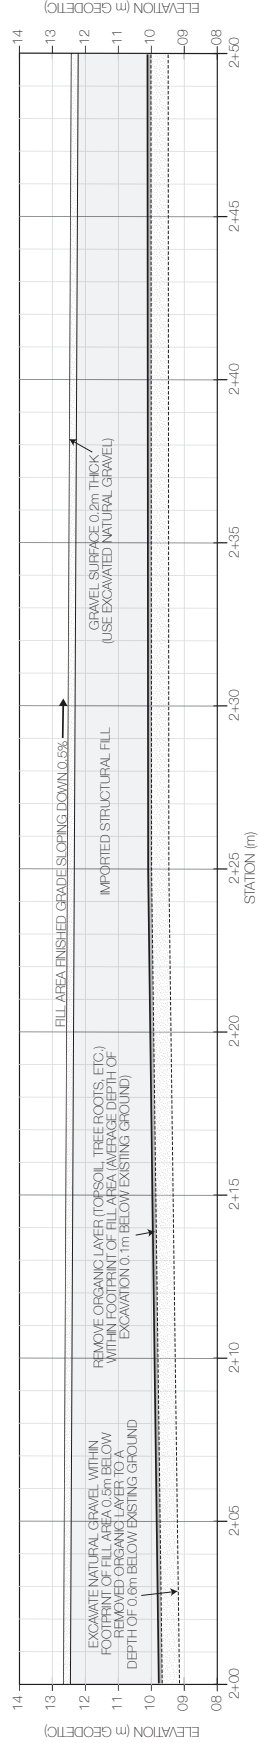 ELEVATION (m GEODETIC)
14
13
12
11
10
09
08
EXCAVATE NATURAL GRAVEL WITHIN
FOOTPRINT OF FILL AREA 0.5m BELOW
REMOVED ORGANIC LAYER TO A
DEPTH OF 0.6m BELOW EXISTING GROUND
REMOVE ORGANIC LAYER (TOPSOIL, TREE ROOTS, ETC.)
WITHIN FOOTPRINT OF FILL AREA (AVERAGE DEPTH OF
EXCAVATION 0.1m BELOW EXISTING GROUND)
FILL AREA FINISHED GRADE SLOPING DOWN 0.5%
IMPORTED STRUCTURAL FILL
GRAVEL SURFACE 0.2m THICK
(USE EXCAVATED NATURAL GRAVEL)
14
13
12
11
10
09
08
ELEVATION (m GEODETIC)
2+00 2+05 2+10 2+15 2+20 2+25 2+30 2+35 2+40 2+45 2+50
STATION (m)